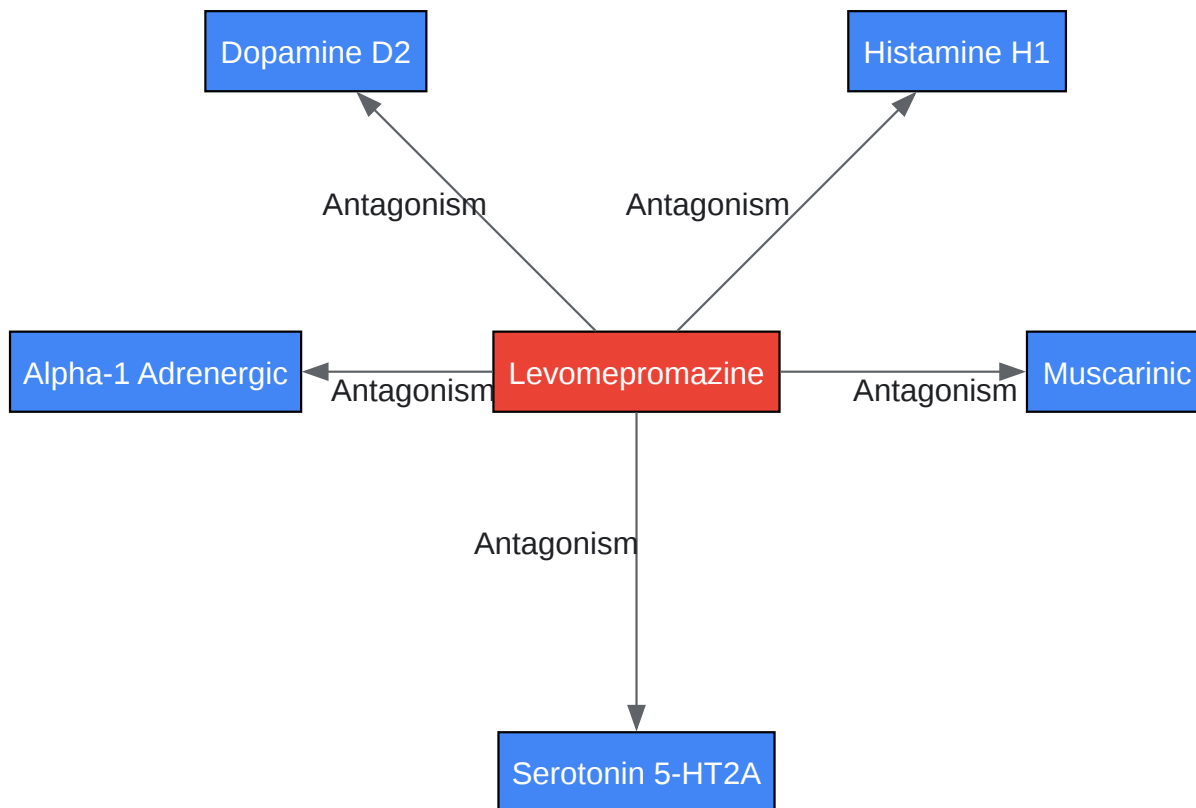 Dopamine D2
Histamine H1
Antagonism
Antagonism
Alpha-1 Adrenergic
Antagonism
Levomepromazine
Antagonism
Muscarinic
Antagonism
Serotonin 5-HT2A